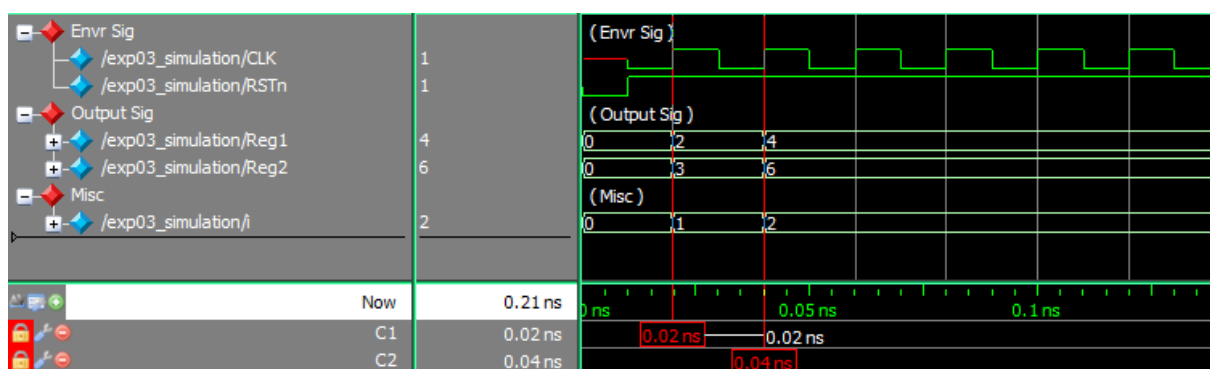 Envr Sig
/exp03_simulation/CLK 1
/exp03_simulation/RSTn 1
Output Sig
/exp03_simulation/Reg1 4
/exp03_simulation/Reg2 6
Misc
/exp03_simulation/i 2
( Envr Sig )
( Output Sig )
0 2 4
0 3 6
( Misc )
0 1 2
Now 0.21 ns
C1 0.02 ns
C2 0.04 ns
ns 0.05 ns 0.1 ns
0.02 ns 0.02 ns
0.04 ns